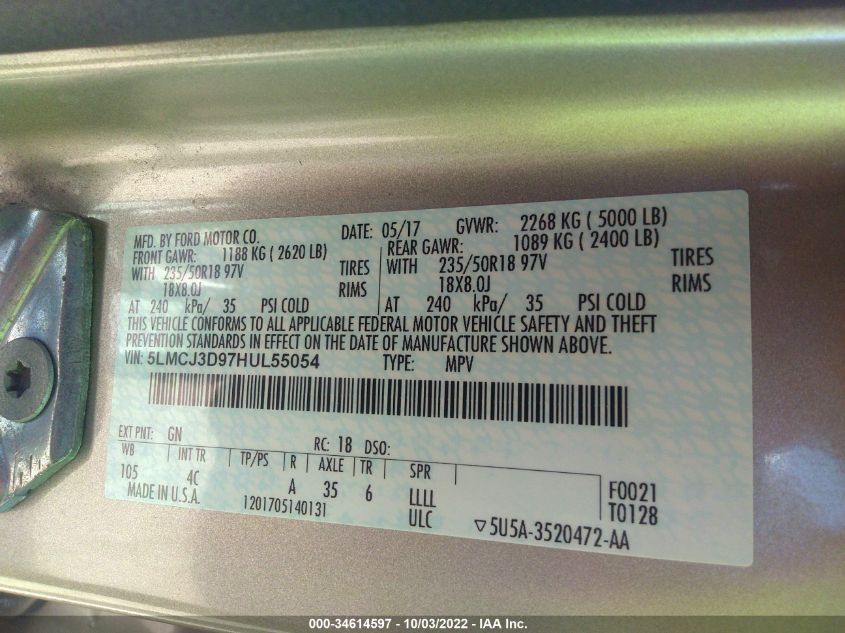 MFD. BY FORD MOTOR CO. DATE: 05/17 GVWR: 2268 KG ( 5000 LB)
FRONT GAWR: 1188 KG ( 2620 LB) REAR GAWR: 1089 KG ( 2400 LB)
WITH 235/50R18 97V TIRES WITH 235/50R18 97V TIRES
18X8.0J RIMS 18X8.0J RIMS
AT 240 kPa/ 35 PSI COLD AT 240 kPa/ 35 PSI COLD
THIS VEHICLE CONFORMS TO ALL APPLICABLE FEDERAL MOTOR VEHICLE SAFETY AND THEFT
PREVENTION STANDARDS IN EFFECT ON THE DATE OF MANUFACTURE SHOWN ABOVE.
VIN: 5LMCJ3D97HUL55054 TYPE: MPV
EXT PNT: GN RC: 18 DSO:
WB INT TR TP/PS R AXLE TR SPR
105 4C A 35 6 LLLL F0021
MADE IN U.S.A. 1201705140131 ULC T0128
▽5U5A-3520472-AA
000-34614597 - 10/03/2022 - IAA Inc.